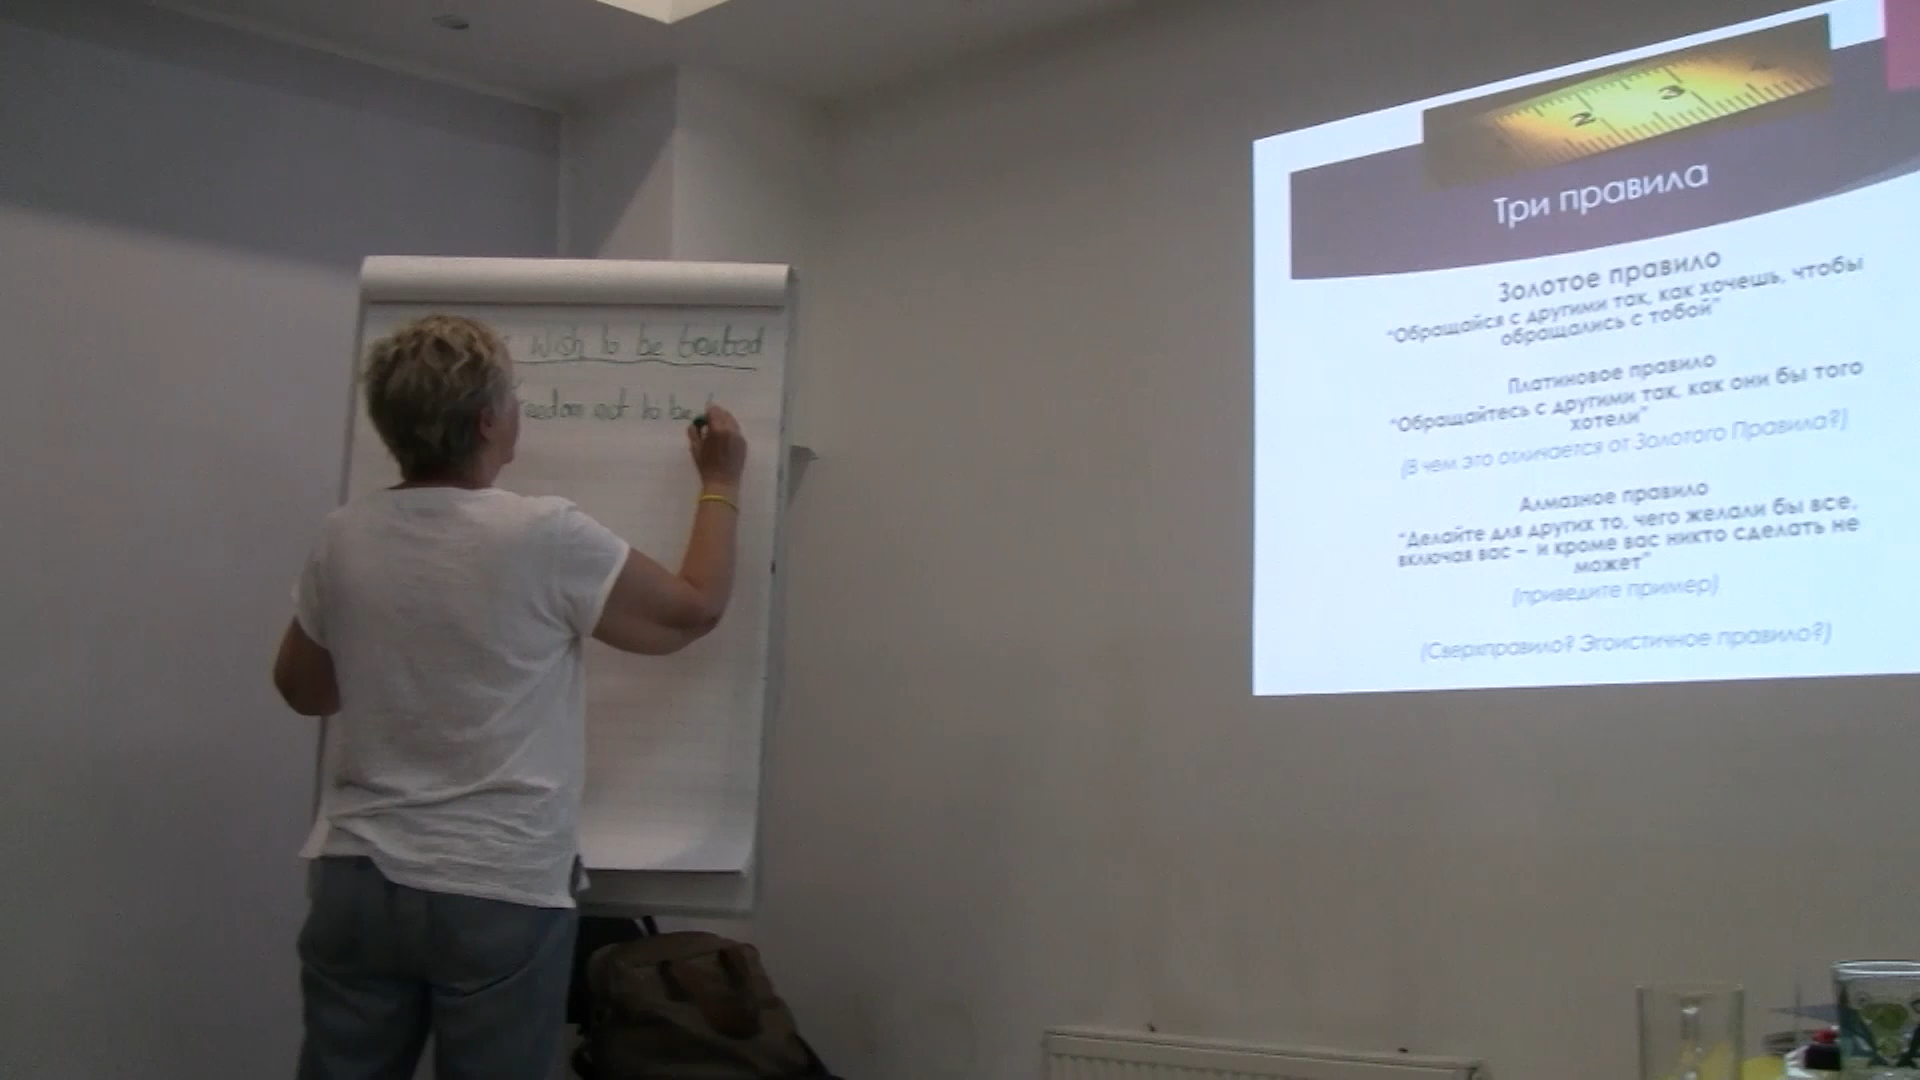 wish to be treated
freedom not to be
2 3
Три правила
Золотое правило
"Обращайся с другими так, как хочешь, чтобы
обращались с тобой"
Платиновое правило
"Обращайтесь с другими так, как они бы того
хотели"
(В чем это отличается от Золотого Правила?)
Алмазное правило
"Делайте для других то, чего желали бы все,
включая вас – и кроме вас никто сделать не
может"
(приведите пример)
(Сверхправило? Эгоистичное правило?)